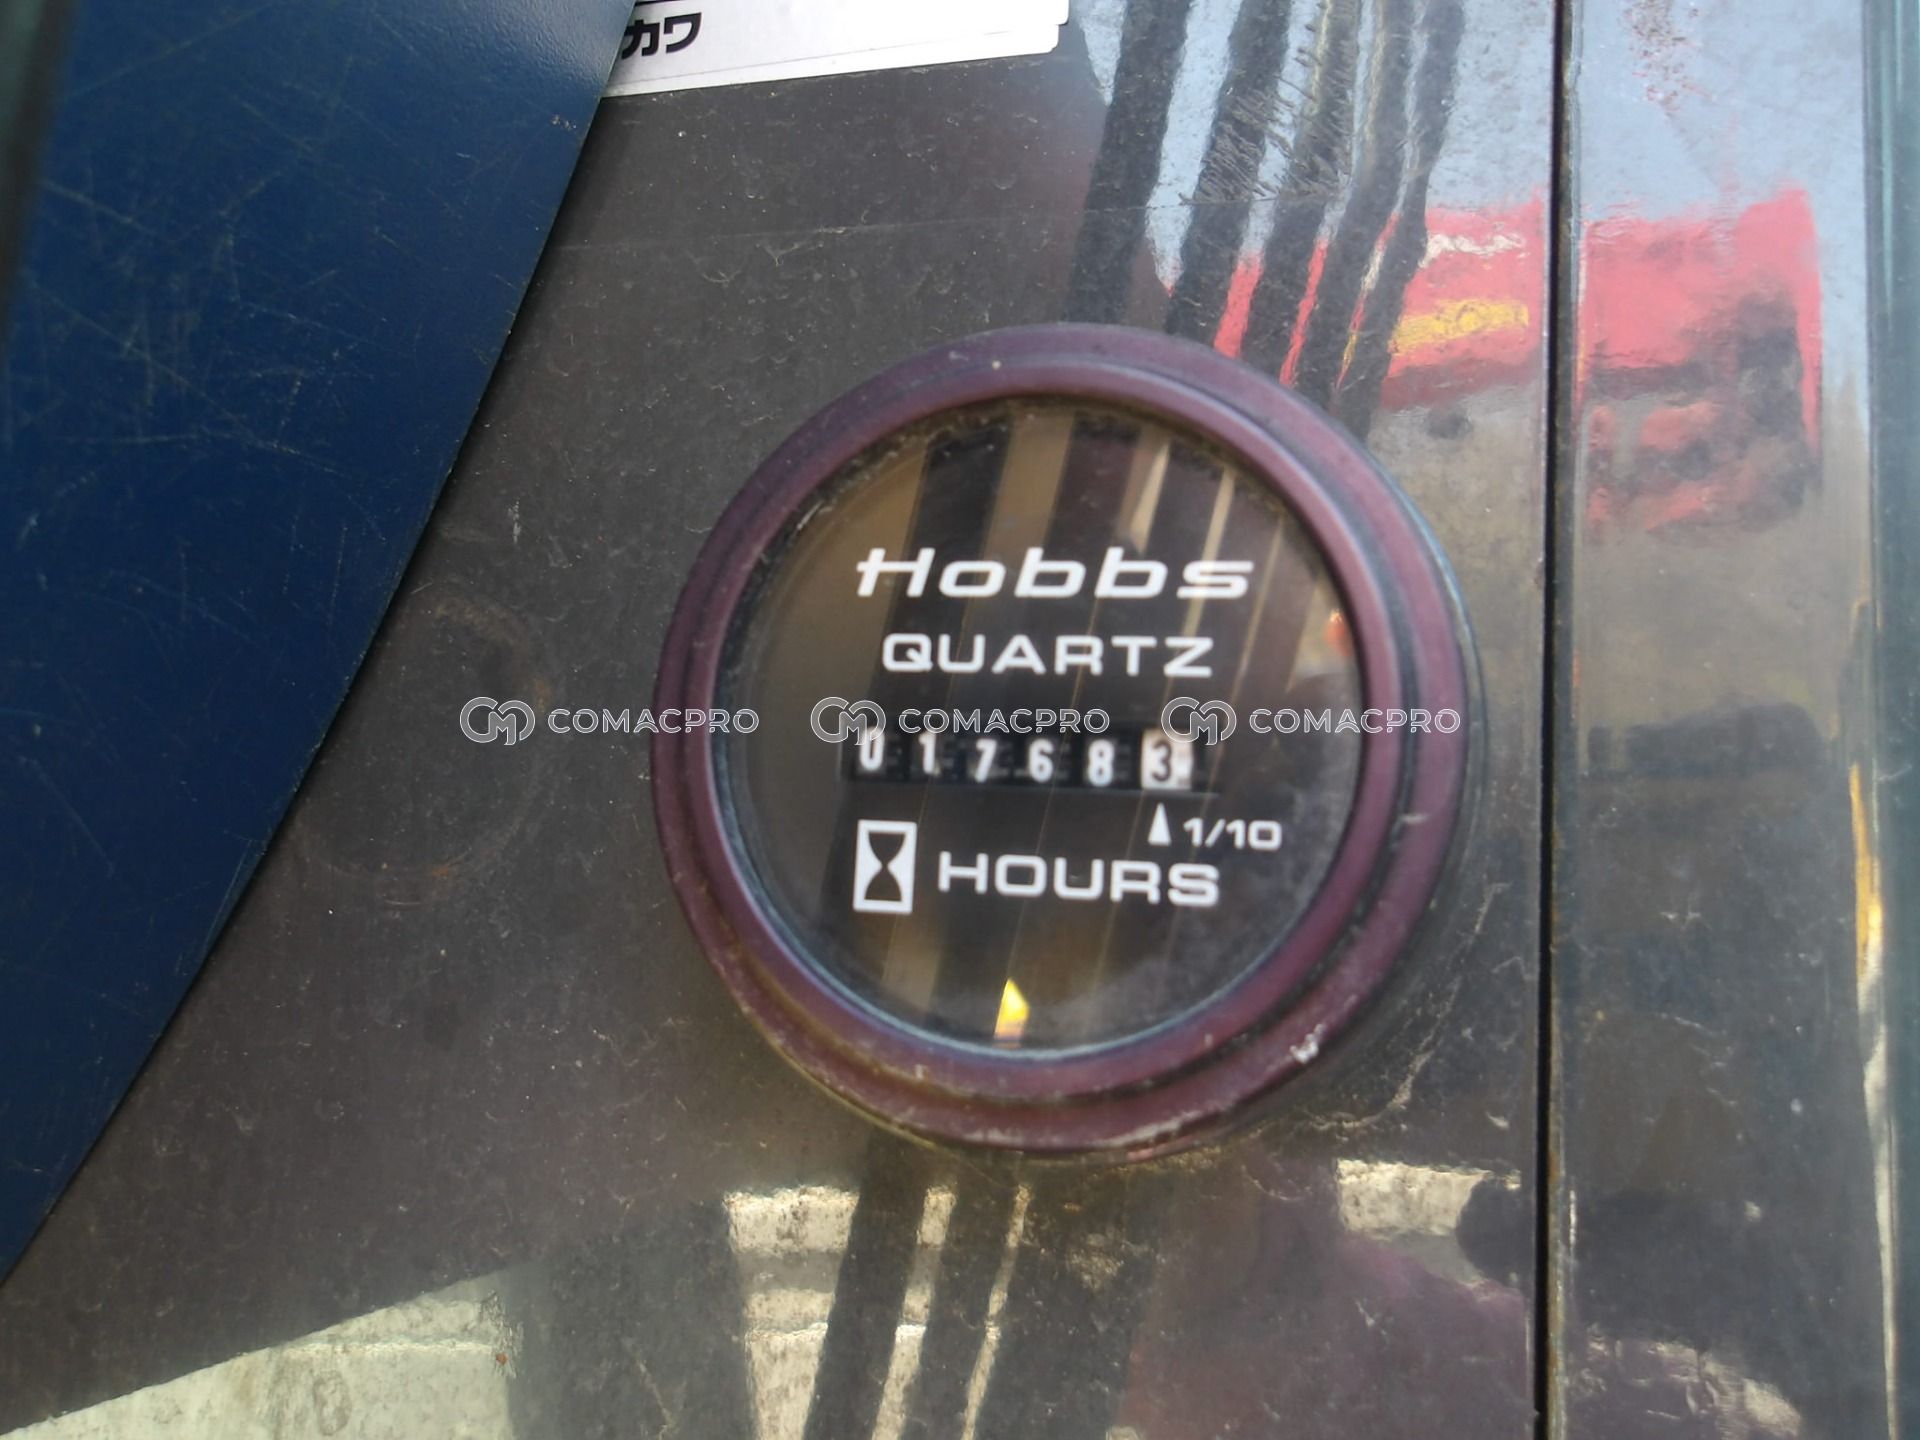 カワ
Hobbs
QUARTZ
COMACPRO COMACPRO COMACPRO
017683
1/10
HOURS